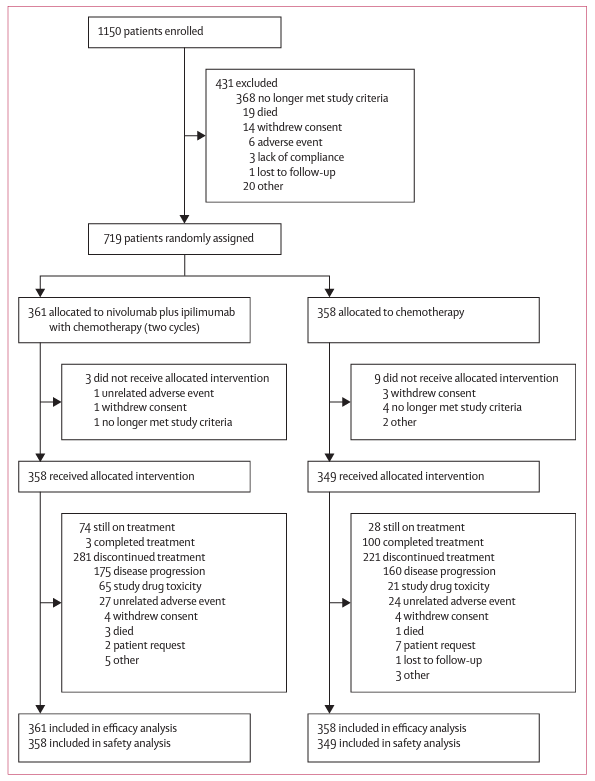 1150 patients enrolled
431 excluded
368 no longer met study criteria
19 died
14 withdrew consent
6 adverse event
3 lack of compliance
1 lost to follow-up
20 other
719 patients randomly assigned
361 allocated to nivolumab plus ipilimumab
with chemotherapy (two cycles)
358 allocated to chemotherapy
3 did not receive allocated intervention
1 unrelated adverse event
1 withdrew consent
1 no longer met study criteria
9 did not receive allocated intervention
3 withdrew consent
4 no longer met study criteria
2 other
358 received allocated intervention
349 received allocated intervention
74 still on treatment
3 completed treatment
281 discontinued treatment
175 disease progression
65 study drug toxicity
27 unrelated adverse event
4 withdrew consent
3 died
2 patient request
5 other
28 still on treatment
100 completed treatment
221 discontinued treatment
160 disease progression
21 study drug toxicity
24 unrelated adverse event
4 withdrew consent
1 died
7 patient request
1 lost to follow-up
3 other
361 included in efficacy analysis
358 included in safety analysis
358 included in efficacy analysis
349 included in safety analysis